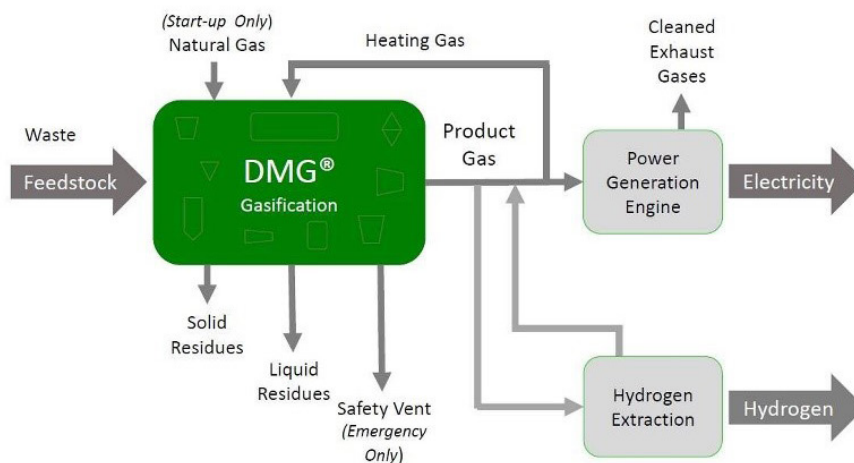 (Start-up Only)
Natural Gas
Heating Gas
Cleaned
Exhaust
Gases
Waste
Feedstock
DMG®
Gasification
Product
Gas
Power
Generation
Engine
Electricity
Solid
Residues
Liquid
Residues
Safety Vent
(Emergency
Only)
Hydrogen
Extraction
Hydrogen